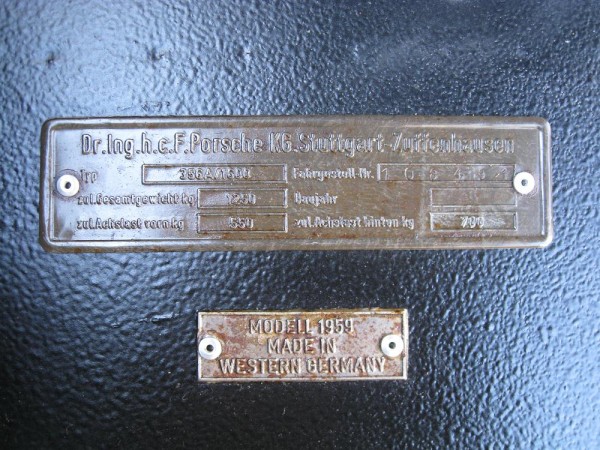 Dr.Ing.h.c.F.Porsche KG.Stuttgart-Zuffenhausen
Typ 356A/1600 Fahrgestell-Nr.
zul.Gesamtgewicht kg 1250 Baujahr
zul.Achslast vorn kg 550 zul.Achslast hinten kg 700
MODELL 1959
MADE IN
WESTERN GERMANY